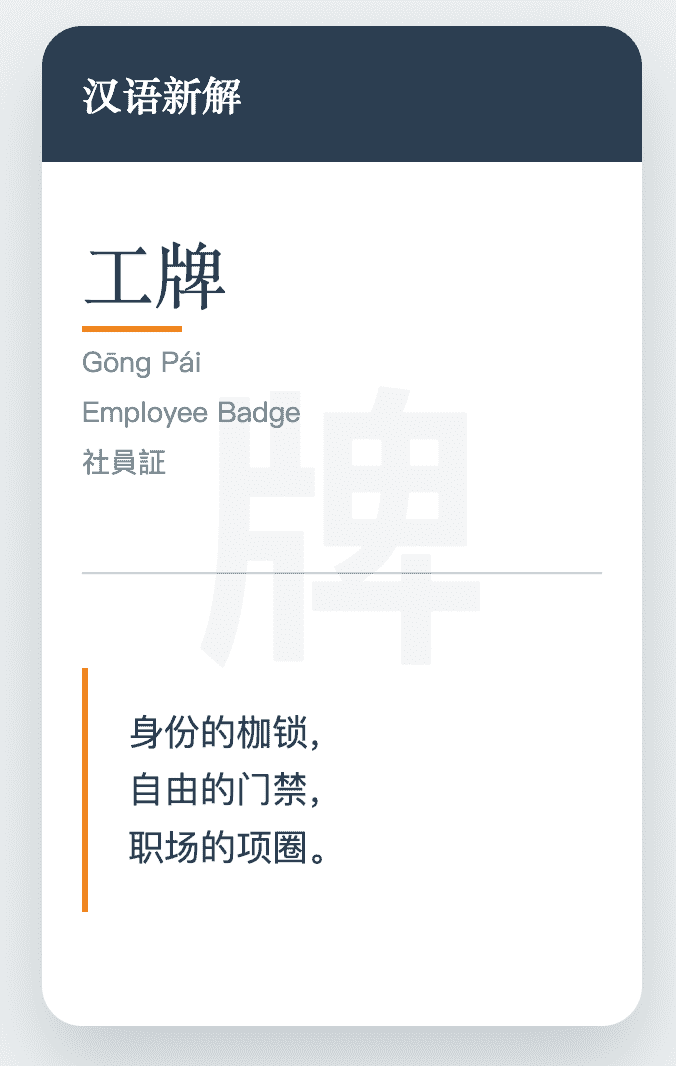 汉语新解
工牌
Gōng Pái
Employee Badge
社員証
牌
身份的枷锁，
自由的门禁，
职场的项圈。